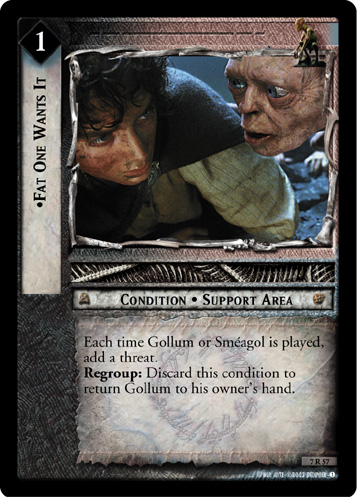 1
•Fat One Wants It
Condition • Support Area
Each time Gollum or Sméagol is played,
add a threat.
Regroup: Discard this condition to
return Gollum to his owner's hand.
7 R 57